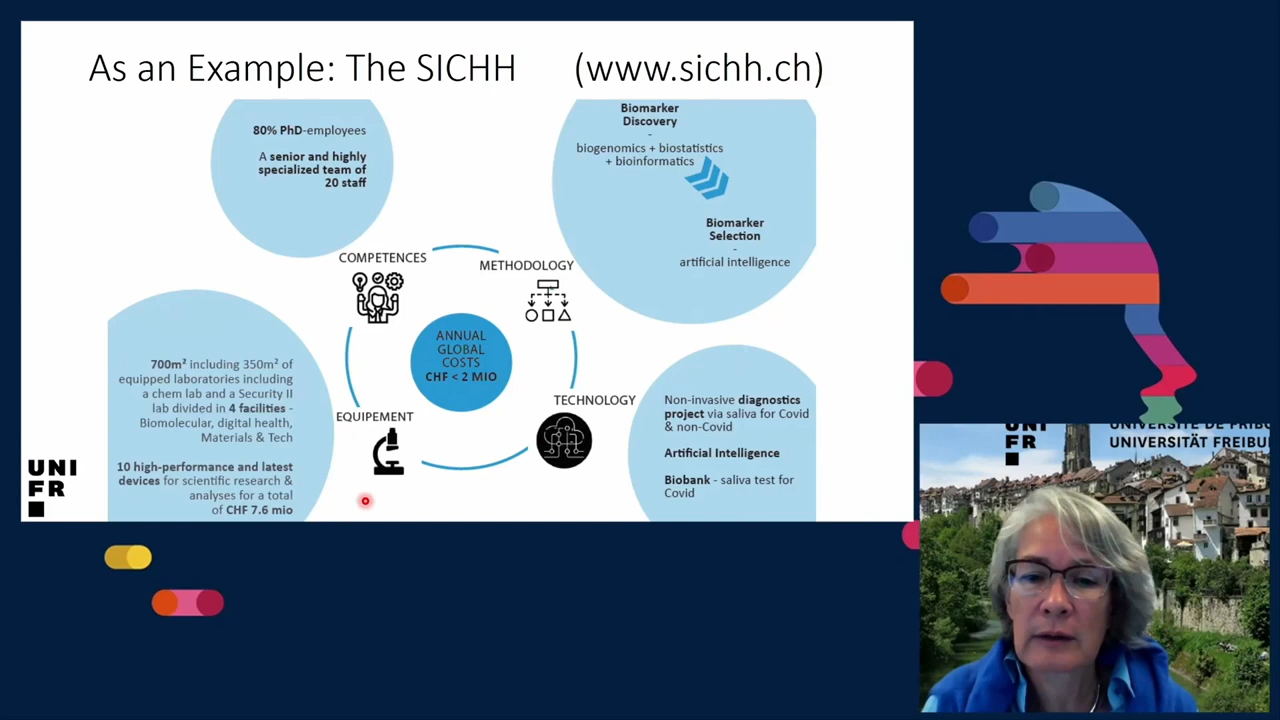 As an Example: The SICHH (www.sichh.ch)
80% PhD-employees
A senior and highly
specialized team of
20 staff
Biomarker
Discovery
-
biogenomics + biostatistics
+ bioinformatics
Biomarker
Selection
-
artificial intelligence
COMPETENCES
METHODOLOGY
ANNUAL
GLOBAL
COSTS
CHF < 2 MIO
EQUIPEMENT
TECHNOLOGY
700m² including 350m² of
equipped laboratories including
a chem lab and a Security II
lab divided in 4 facilities -
Biomolecular, digital health,
Materials & Tech
10 high-performance and latest
devices for scientific research &
analyses for a total
of CHF 7.6 mio
Non-invasive diagnostics
project via saliva for Covid
& non-Covid
Artificial Intelligence
Biobank - saliva test for
Covid
UNI
FR
UNI
FR
UNIVERSITÉ DE FRIBO
UNIVERSITÄT FREIBU